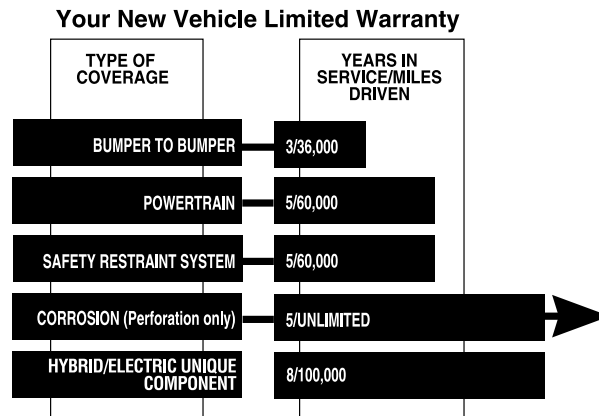 Your New Vehicle Limited Warranty
TYPE OF
COVERAGE
YEARS IN
SERVICE/MILES
DRIVEN
BUMPER TO BUMPER
3/36,000
POWERTRAIN
5/60,000
SAFETY RESTRAINT SYSTEM
5/60,000
CORROSION (Perforation only)
5/UNLIMITED
HYBRID/ELECTRIC UNIQUE
COMPONENT
8/100,000